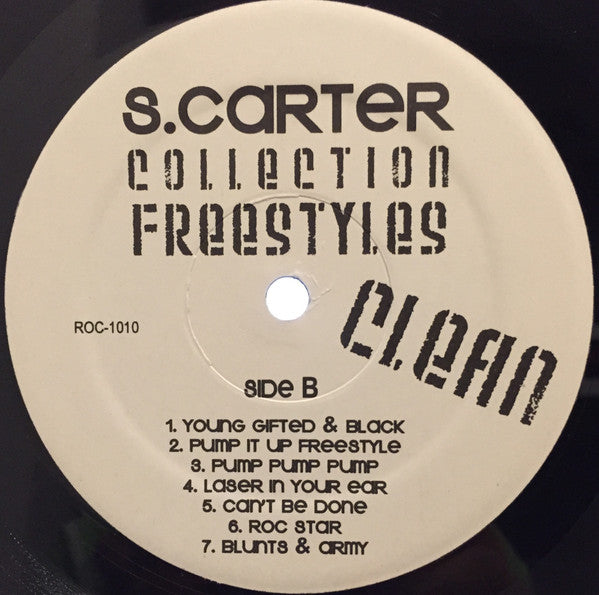 S.CARTER
COLLECTION
FREESTYLES
CLEAN
ROC-1010
SIDE B
1. YOUNG GIFTED & BLACK
2. PUMP IT UP FREESTYLE
3. PUMP PUMP PUMP
4. LASER IN YOUR EAR
5. CAN'T BE DONE
6. ROC STAR
7. BLUNTS & ARMY